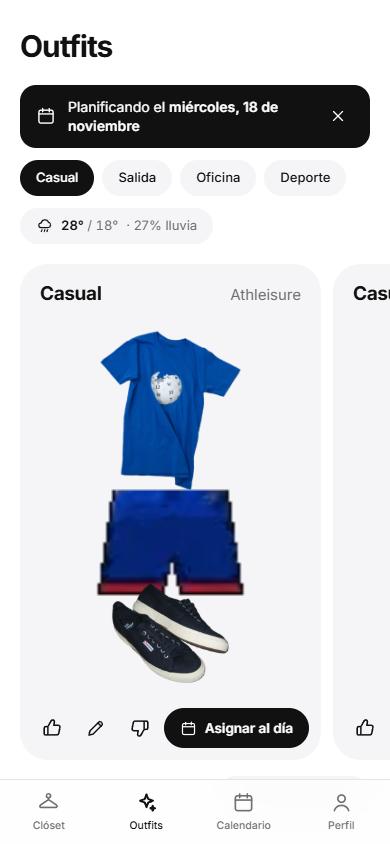 Outfits
Planificando el miércoles, 18 de
noviembre
Casual
Salida
Oficina
Deporte
28° / 18° · 27% lluvia
Casual
Athleisure
Asignar al día
Clóset
Outfits
Calendario
Perfil